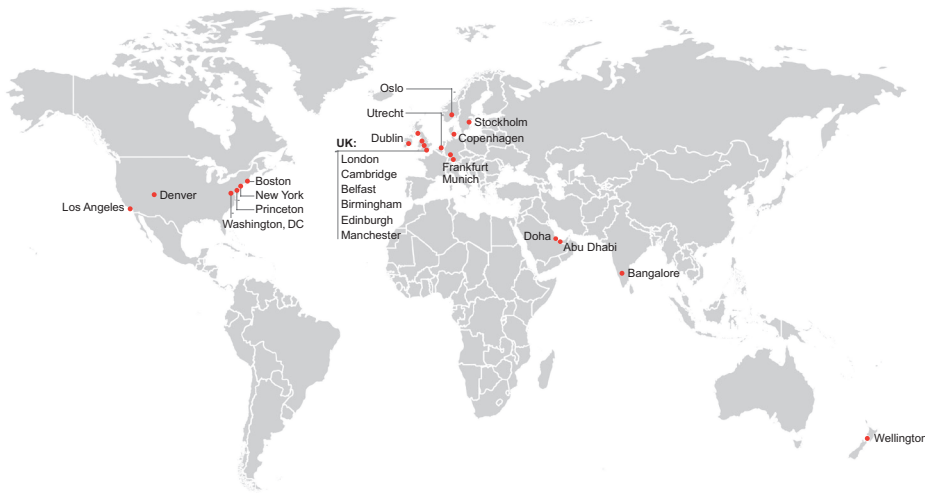 Oslo
Utrecht
Stockholm
Dublin
Copenhagen
UK:
London
Cambridge
Belfast
Birmingham
Edinburgh
Manchester
Frankfurt
Munich
Boston
Denver
New York
Los Angeles
Princeton
Washington, DC
Doha
Abu Dhabi
Bangalore
Wellington